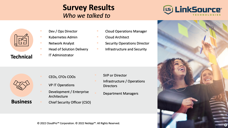 Survey Results
Who we talked to
LinkSource
TECHNOLOGIES
Technical
Dev / Ops Director
Kubernetes Admin
Network Analyst
Head of Solution Delivery
IT Administrator
Cloud Operations Manager
Cloud Architect
Security Operations Director
Infrastructure and Security
Business
CEOs, CTOs CIOs
VP IT Operations
Development / Enterprise
Architecture
Chief Security Officer (CSO)
SVP or Director
Infrastructure / Operations
Directors
Department Managers